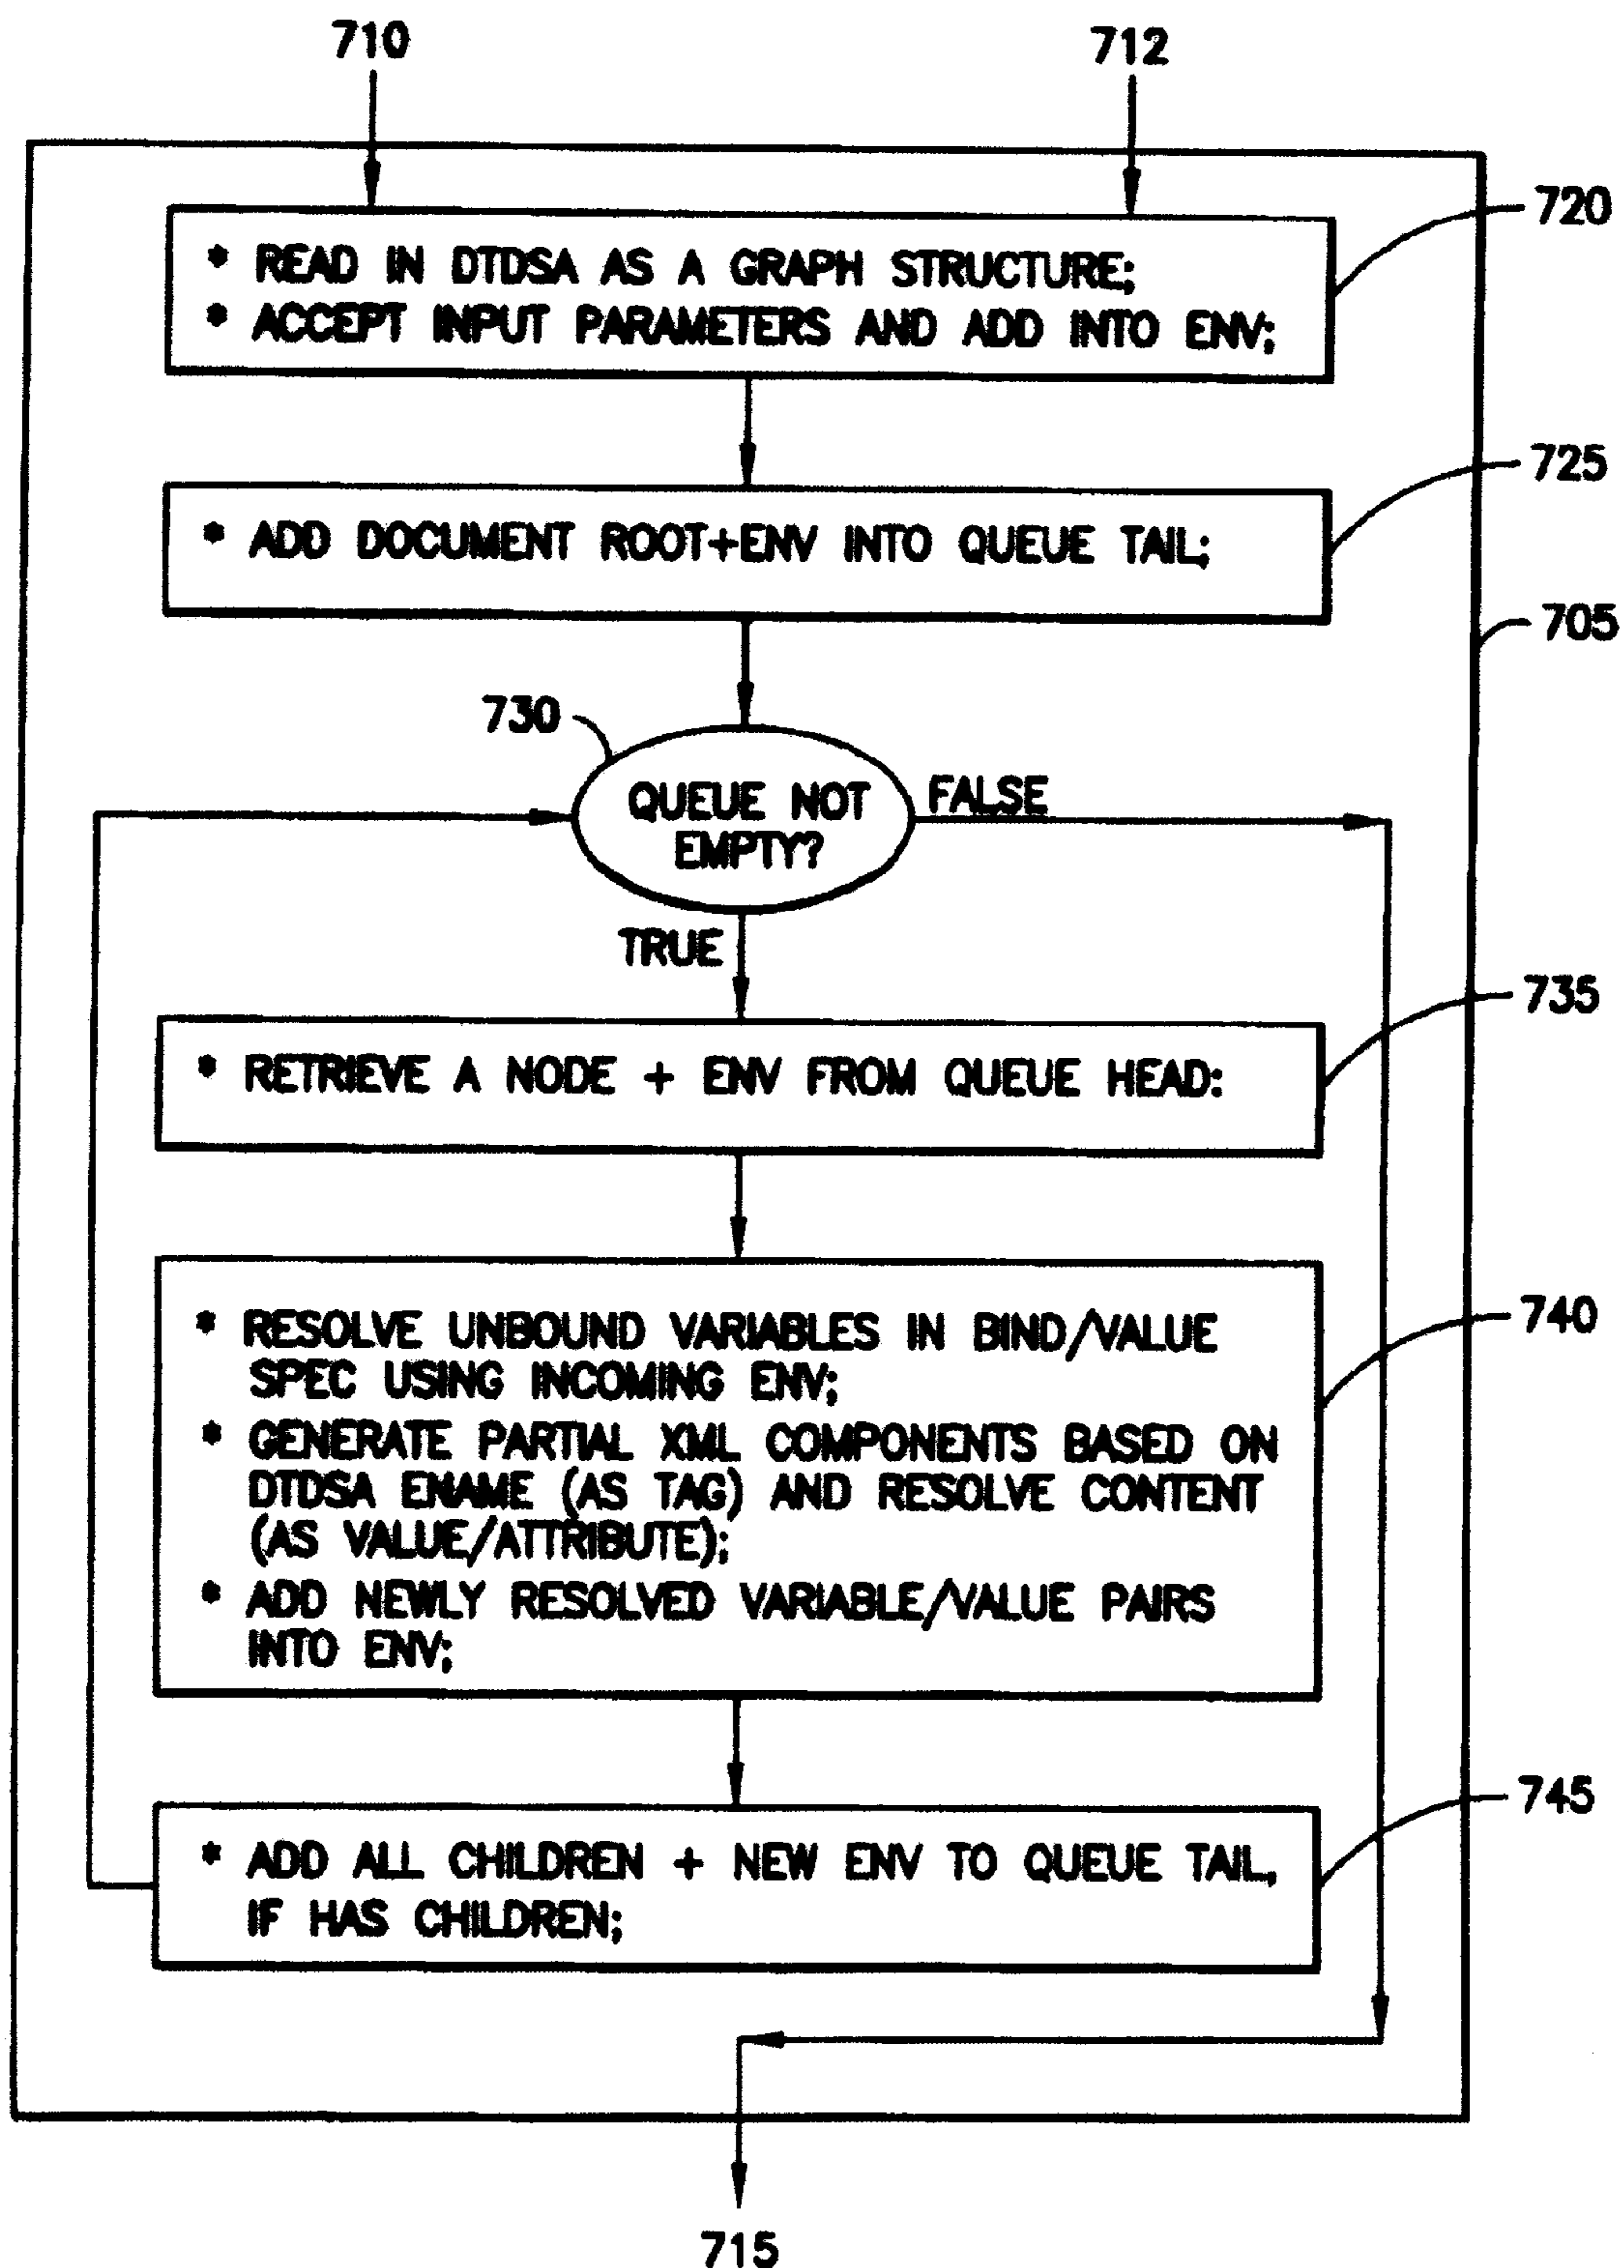 710
712
* READ IN DTDSA AS A GRAPH STRUCTURE;
* ACCEPT INPUT PARAMETERS AND ADD INTO ENV;
720
* ADD DOCUMENT ROOT+ENV INTO QUEUE TAIL;
725
705
730
QUEUE NOT
EMPTY?
FALSE
TRUE
* RETRIEVE A NODE + ENV FROM QUEUE HEAD:
735
* RESOLVE UNBOUND VARIABLES IN BIND/VALUE
SPEC USING INCOMING ENV;
* GENERATE PARTIAL XML COMPONENTS BASED ON
DTDSA ENAME (AS TAG) AND RESOLVE CONTENT
(AS VALUE/ATTRIBUTE);
* ADD NEWLY RESOLVED VARIABLE/VALUE PAIRS
INTO ENV;
740
* ADD ALL CHILDREN + NEW ENV TO QUEUE TAIL,
IF HAS CHILDREN;
745
715